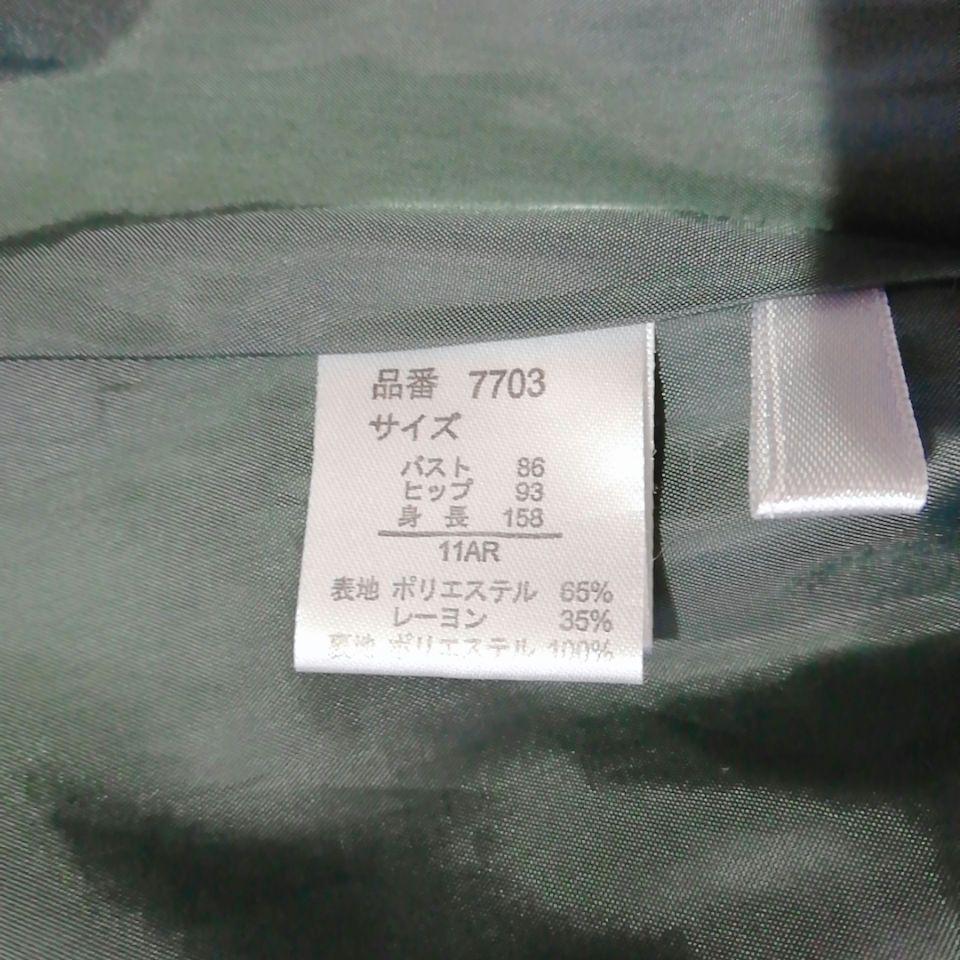 品番 7703
サイズ
バスト 86
ヒップ 93
身長 158
11AR
表地 ポリエステル 65%
レーヨン 35%
裏地 ポリエステル 100%